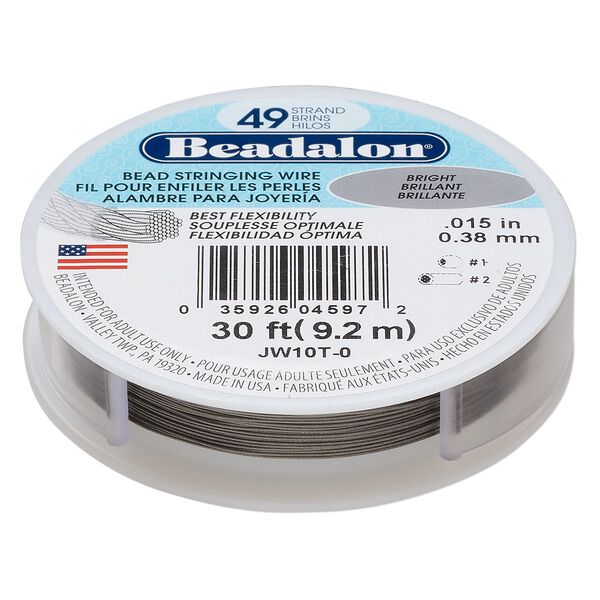 49 STRAND
BRINS
HILOS
Beadalon®
BEAD STRINGING WIRE
FIL POUR ENFILER LES PERLES
ALAMBRE PARA JOYERÍA
BRIGHT
BRILLANT
BRILLANTE
BEST FLEXIBILITY
SOUPLESSE OPTIMALE
FLEXIBILIDAD ÓPTIMA
.015 in
0.38 mm
#1
#2
0 35926 04597 2
30 ft( 9.2 m)
JW10T-0
INTENDED FOR ADULT USE ONLY • POUR USAGE ADULTE SEULEMENT • PARA USO EXCLUSIVO DE ADULTOS
BEADALON • VALLEY TWP., PA 19320 • MADE IN USA • FABRIQUÉ AUX ÉTATS-UNIS • HECHO EN ESTADOS UNIDOS